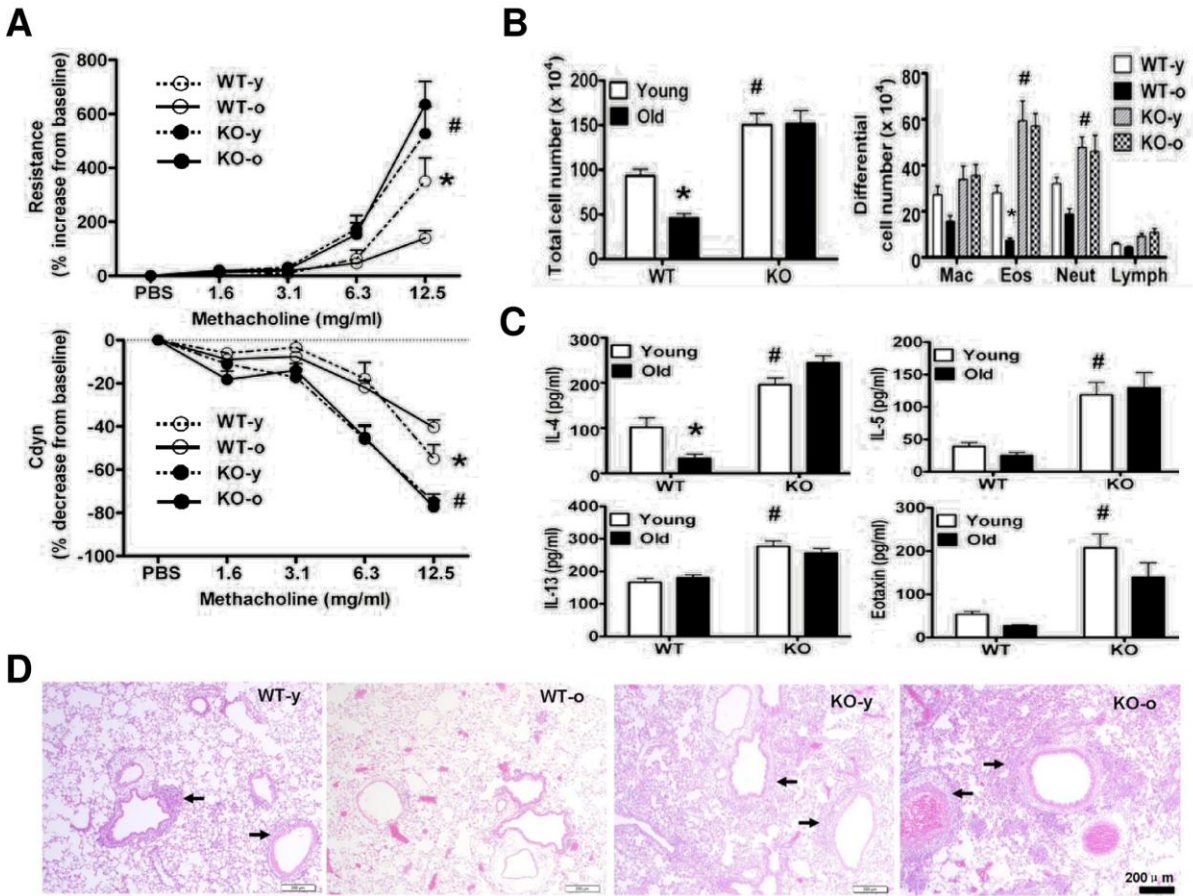 A
Resistance
(% increase from baseline)
800
600
400
200
0
WT-y
WT-o
KO-y
KO-o
#
*
PBS 1.6 3.1 6.3 12.5
Methacholine (mg/ml)
Cdyn
(% decrease from baseline)
0
-20
-40
-60
-80
-100
WT-y
WT-o
KO-y
KO-o
*
#
PBS 1.6 3.1 6.3 12.5
Methacholine (mg/ml)
B
Total cell number (x 10⁴)
200
150
100
50
0
Young
Old
#
*
WT KO
Differential
cell number (x 10⁴)
80
60
40
20
0
WT-y
WT-o
KO-y
KO-o
#
#
*
Mac Eos Neut Lymph
C
IL-4 (pg/ml)
300
200
100
0
Young
Old
#
*
WT KO
IL-5 (pg/ml)
200
150
100
50
0
Young
Old
#
WT KO
IL-13 (pg/ml)
400
300
200
100
0
Young
Old
#
WT KO
Eotaxin (pg/ml)
300
200
100
0
Young
Old
#
WT KO
D
WT-y
WT-o
KO-y
KO-o
200 μm